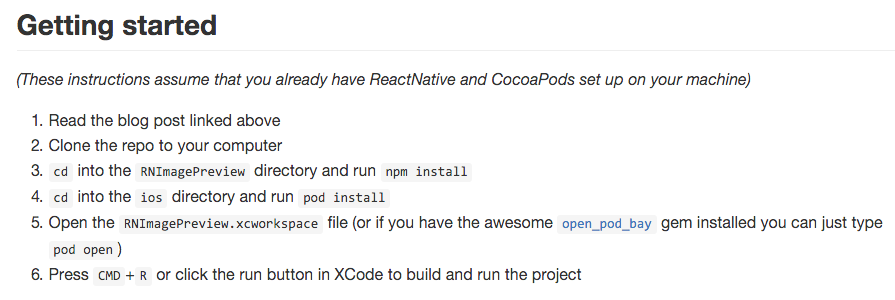 Getting started
(These instructions assume that you already have ReactNative and CocoaPods set up on your machine)
1. Read the blog post linked above
2. Clone the repo to your computer
3. cd into the RNImagePreview directory and run npm install
4. cd into the ios directory and run pod install
5. Open the RNImagePreview.xcworkspace file (or if you have the awesome open_pod_bay gem installed you can just type
pod open )
6. Press CMD + R or click the run button in XCode to build and run the project